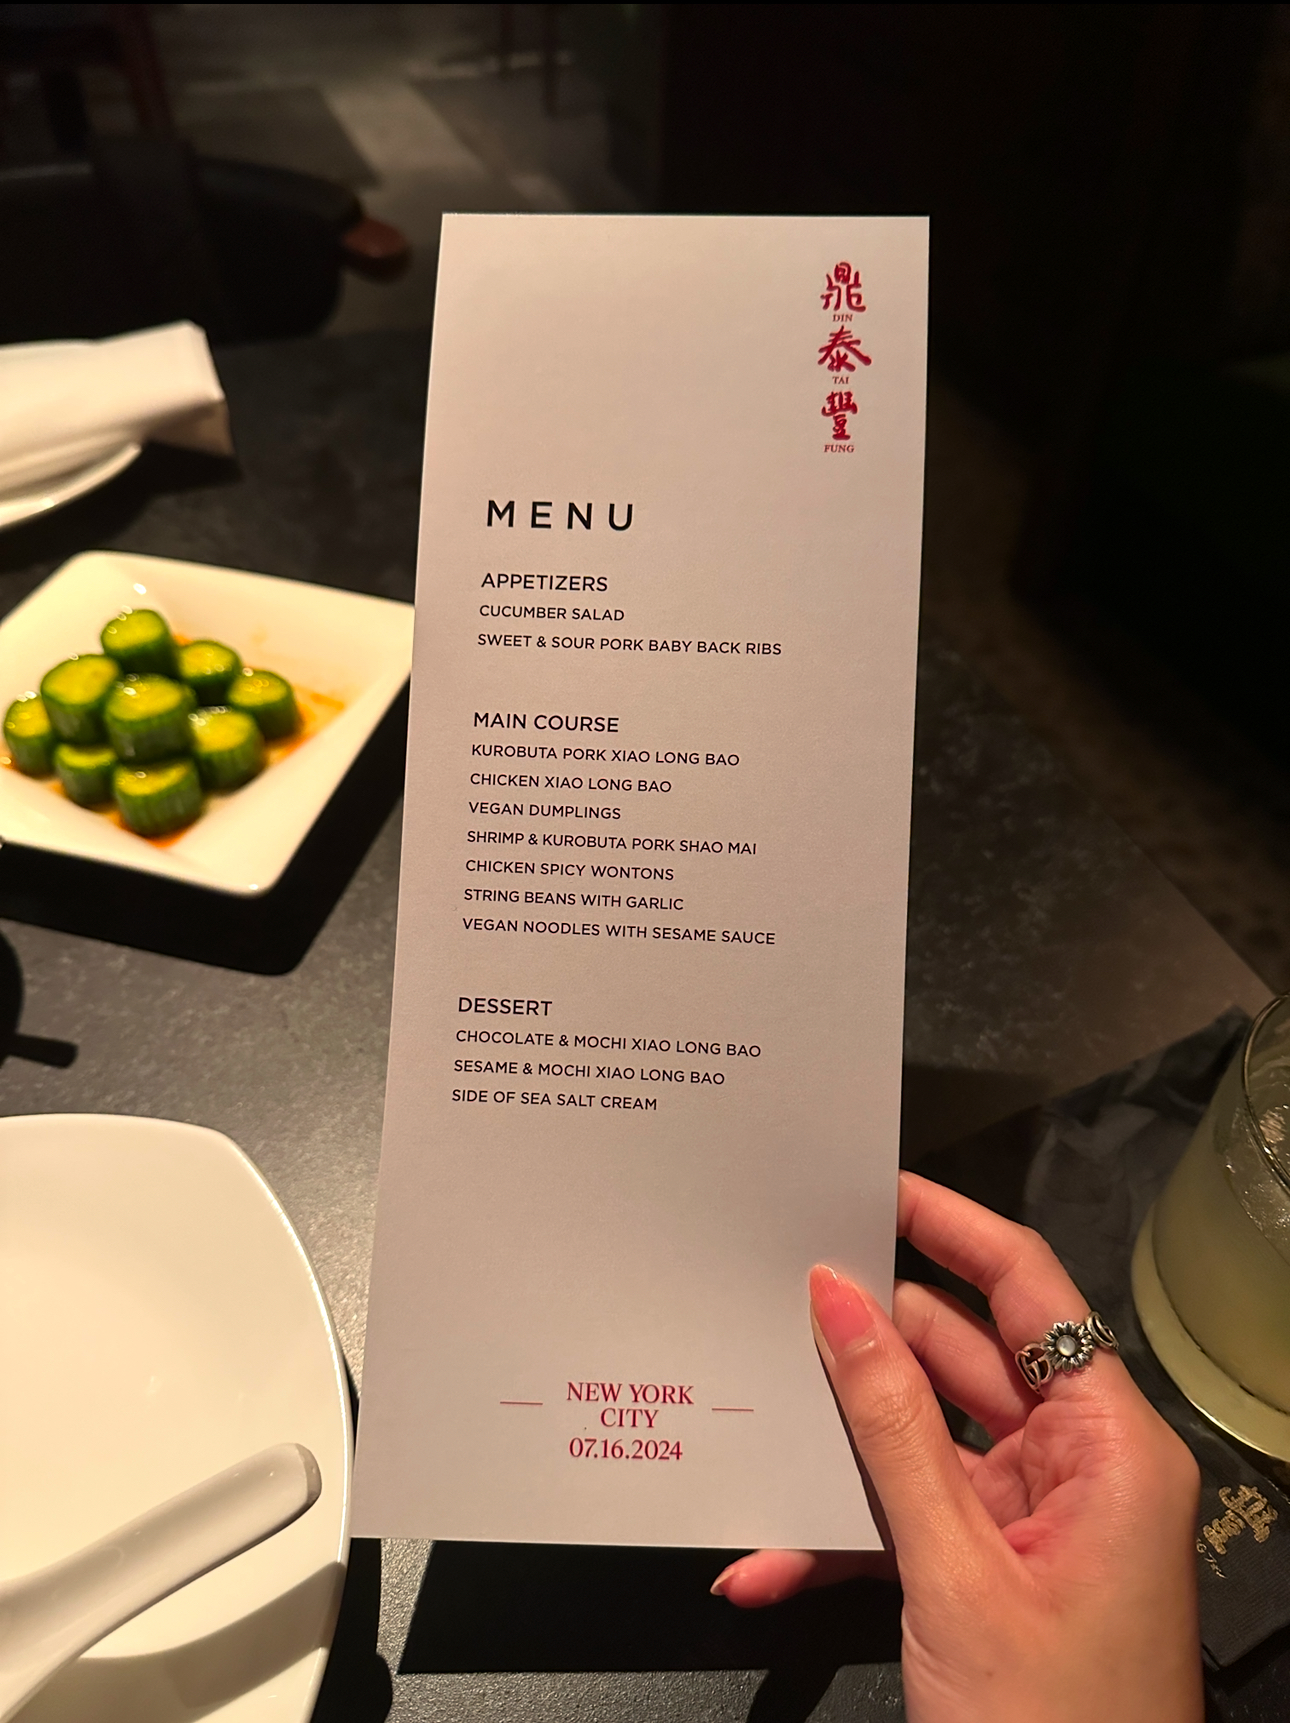 鼎
DIN
泰
TAI
豐
FUNG
MENU
APPETIZERS
CUCUMBER SALAD
SWEET & SOUR PORK BABY BACK RIBS
MAIN COURSE
KUROBUTA PORK XIAO LONG BAO
CHICKEN XIAO LONG BAO
VEGAN DUMPLINGS
SHRIMP & KUROBUTA PORK SHAO MAI
CHICKEN SPICY WONTONS
STRING BEANS WITH GARLIC
VEGAN NOODLES WITH SESAME SAUCE
DESSERT
CHOCOLATE & MOCHI XIAO LONG BAO
SESAME & MOCHI XIAO LONG BAO
SIDE OF SEA SALT CREAM
NEW YORK
CITY
07.16.2024